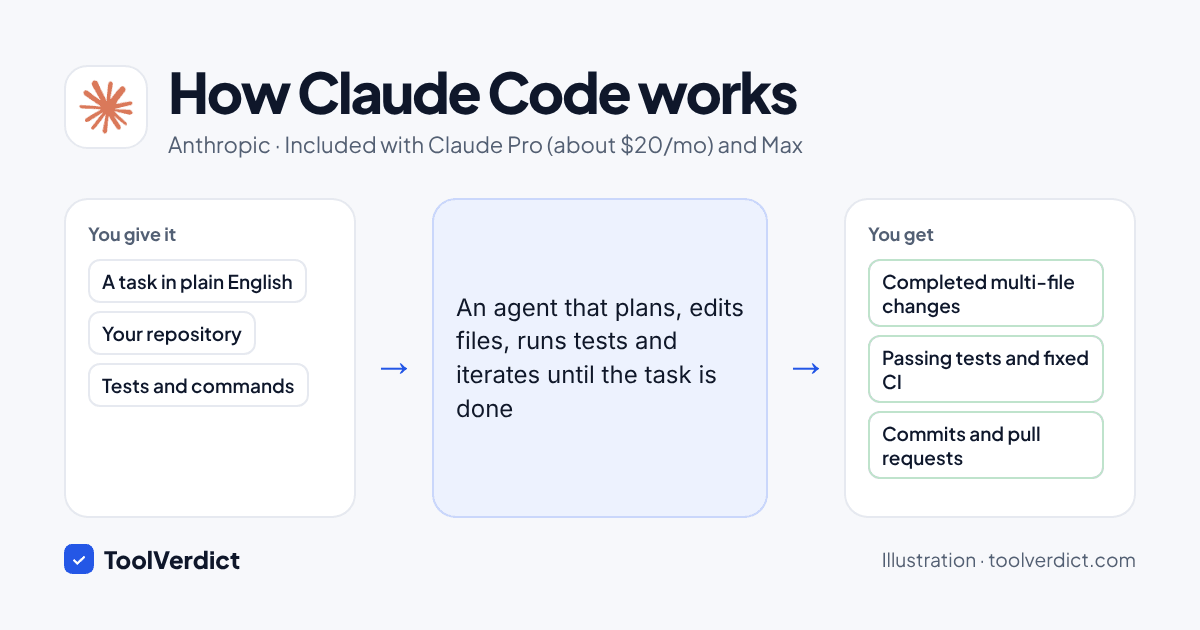 How Claude Code works
Anthropic · Included with Claude Pro (about $20/mo) and Max
You give it
A task in plain English
Your repository
Tests and commands
→
An agent that plans, edits
files, runs tests and
iterates until the task is
done
→
You get
Completed multi-file
changes
Passing tests and fixed
CI
Commits and pull
requests
ToolVerdict
Illustration · toolverdict.com